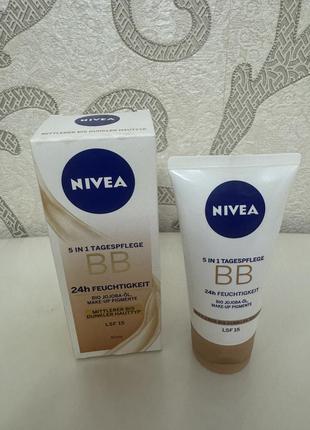 NIVEA
5 IN 1 TAGESPFLEGE
BB
24h FEUCHTIGKEIT
BIO JOJOBA-ÖL,
MAKE-UP PIGMENTE
MITTLERER BIS
DUNKLER HAUTTYP
LSF 15
NIVEA
5 IN 1 TAGESPFLEGE
BB
24h FEUCHTIGKEIT
BIO JOJOBA-ÖL,
MAKE-UP PIGMENTE
LSF 15